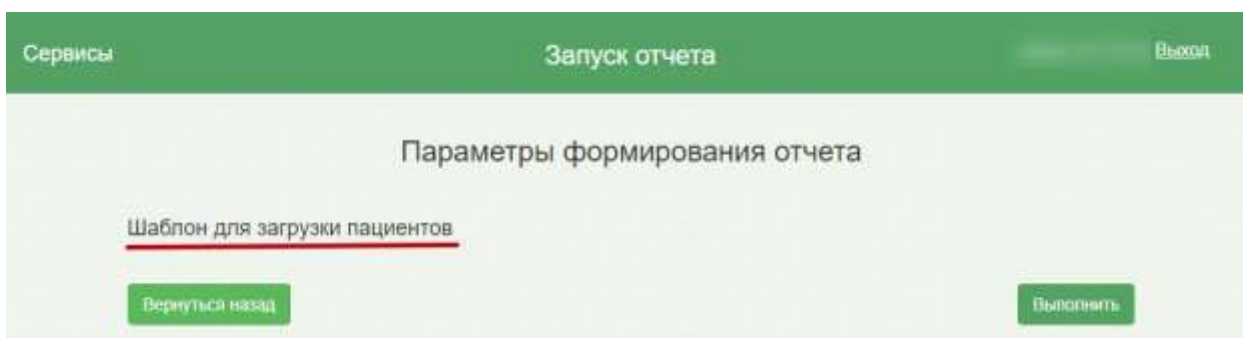 Сервисы Запуск отчета Выход
Параметры формирования отчета
Шаблон для загрузки пациентов
Вернуться назад Выполнить